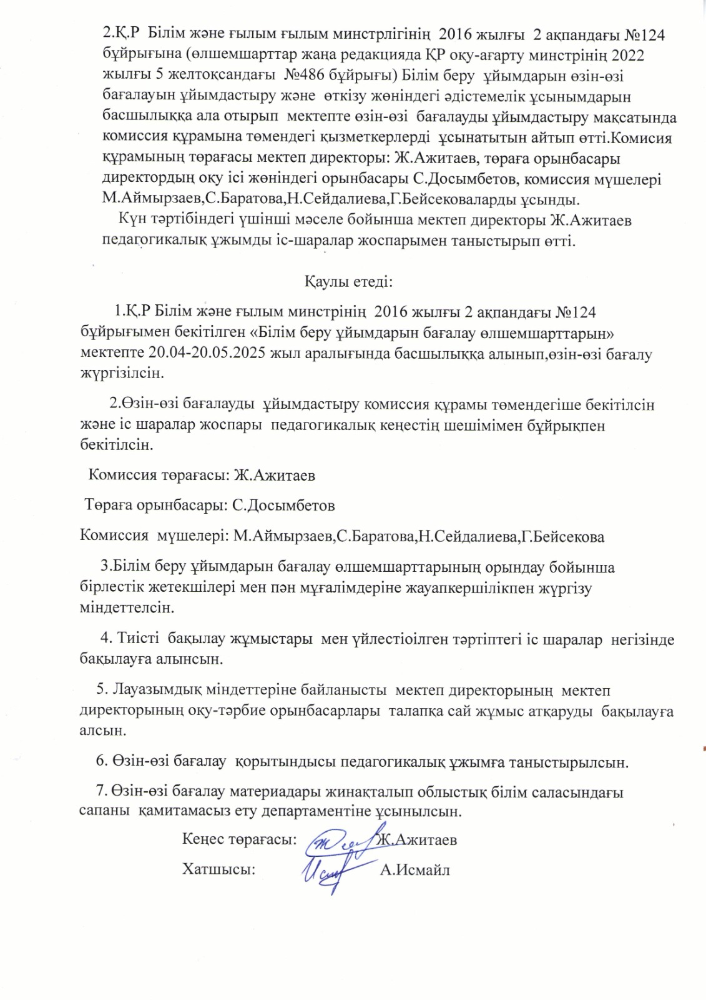 2.Қ.Р Білім және ғылым ғылым минстрлігінің 2016 жылғы 2 ақпандағы №124
бұйрығына (өлшемшарттар жаңа редакцияда ҚР оқу-ағарту минстрінің 2022
жылғы 5 желтоқсандағы №486 бұйрығы) Білім беру ұйымдарын өзін-өзі
бағалауын ұйымдастыру және өткізу жөніндегі әдістемелік ұсынымдарын
басшылыққа ала отырып мектепте өзін-өзі бағалауды ұйымдастыру мақсатында
комиссия құрамына төмендегі қызметкерлерді ұсынатытын айтып өтті.Комисия
құрамының төрағасы мектеп директоры: Ж.Ажитаев, төраға орынбасары
директордың оқу ісі жөніндегі орынбасары С.Досымбетов, комиссия мүшелері
М.Аймырзаев,С.Баратова,Н.Сейдалиева,Г.Бейсековаларды ұсынды.
Күн тәртібіндегі үшінші мәселе бойынша мектеп директоры Ж.Ажитаев
педагогикалық ұжымды іс-шаралар жоспарымен таныстырып өтті.
Қаулы етеді:
1.Қ.Р Білім және ғылым минстрінің 2016 жылғы 2 ақпандағы №124
бұйрығымен бекітілген «Білім беру ұйымдарын бағалау өлшемшарттарын»
мектепте 20.04-20.05.2025 жыл аралығында басшылыққа алынып,өзін-өзі бағалу
жүргізілсін.
2.Өзін-өзі бағалауды ұйымдастыру комиссия құрамы төмендегіше бекітілсін
және іс шаралар жоспары педагогикалық кеңестің шешімімен бұйрықпен
бекітілсін.
Комиссия төрағасы: Ж.Ажитаев
Төраға орынбасары: С.Досымбетов
Комиссия мүшелері: М.Аймырзаев,С.Баратова,Н.Сейдалиева,Г.Бейсекова
3.Білім беру ұйымдарын бағалау өлшемшарттарының орындау бойынша
бірлестік жетекшілері мен пән мұғалімдеріне жауапкершілікпен жүргізу
міндеттелсін.
4. Тиісті бақылау жұмыстары мен үйлестіоілген тәртіптегі іс шаралар негізінде
бақылауға алынсын.
5. Лауазымдық міндеттеріне байланысты мектеп директорының мектеп
директорының оқу-тәрбие орынбасарлары талапқа сай жұмыс атқаруды бақылауға
алсын.
6. Өзін-өзі бағалау қорытындысы педагогикалық ұжымға таныстырылсын.
7. Өзін-өзі бағалау материадары жинақталып облыстық білім саласындағы
сапаны қамитамасыз ету департаментіне ұсынылсын.
Кеңес төрағасы: Ж.Ажитаев
Хатшысы: А.Исмайл